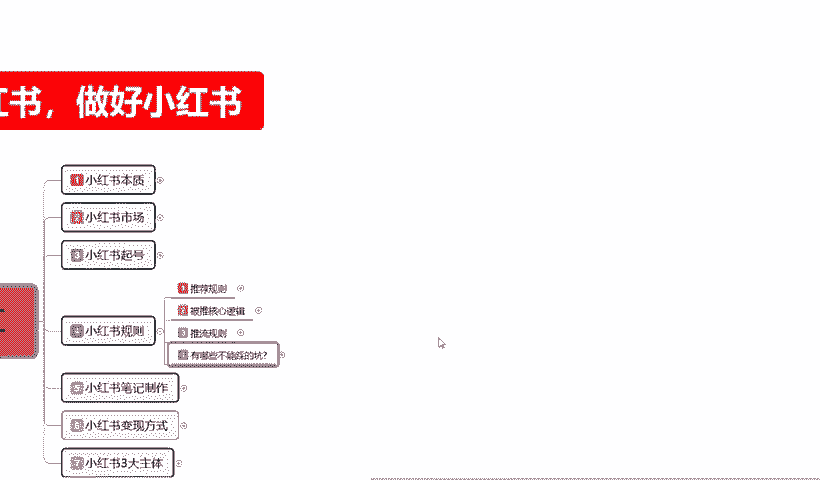 红书，做好小红书
1 小红书本质
2 小红书市场
3 小红书起号
4 小红书规则
1 推荐规则
2 被推核心逻辑
3 推流规则
4 有哪些不能踩的坑?
5 小红书笔记制作
6 小红书变现方式
7 小红书3大主体